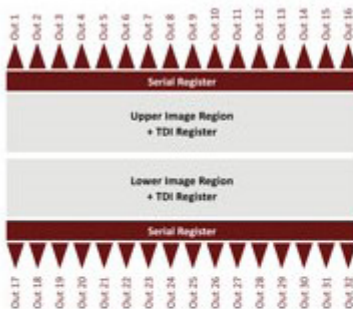 Out 1
Out 2
Out 3
Out 4
Out 5
Out 6
Out 7
Out 8
Out 9
Out 10
Out 11
Out 12
Out 13
Out 14
Out 15
Out 16
Serial Register
Upper Image Region
+ TDI Register
Lower Image Region
+ TDI Register
Serial Register
Out 17
Out 18
Out 19
Out 20
Out 21
Out 22
Out 23
Out 24
Out 25
Out 26
Out 27
Out 28
Out 29
Out 30
Out 31
Out 32